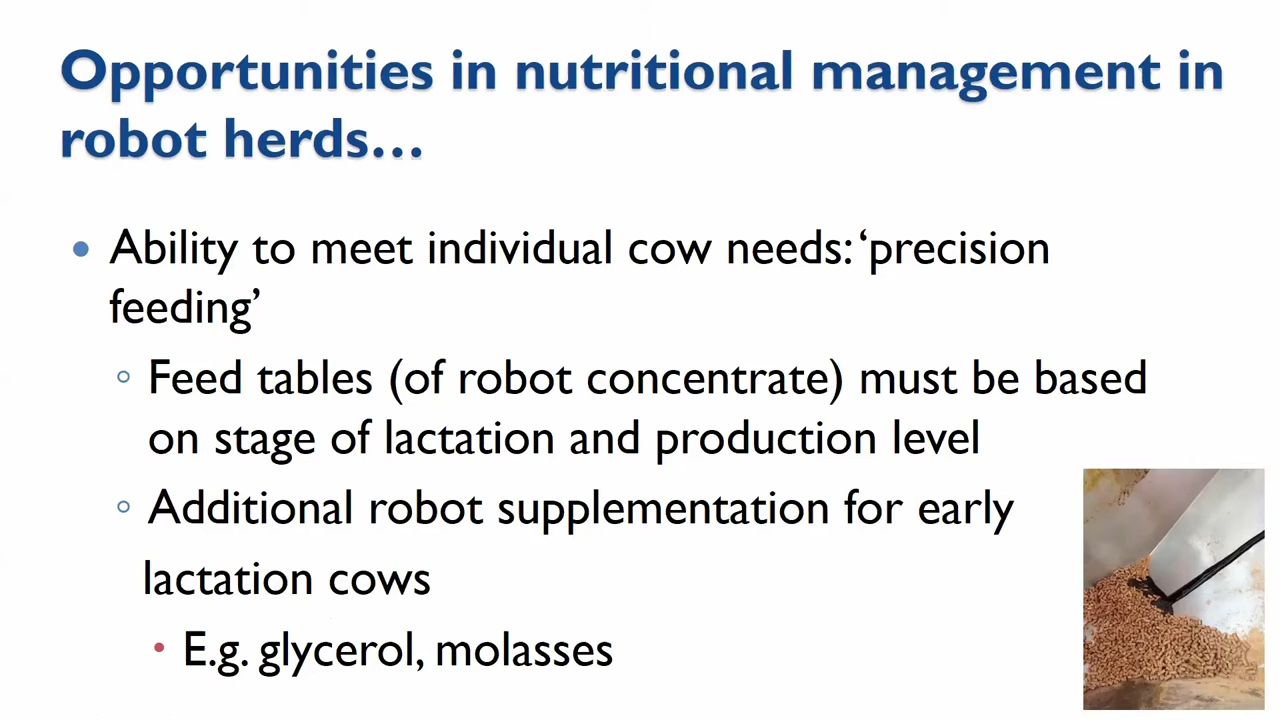 Opportunities in nutritional management in
robot herds…
• Ability to meet individual cow needs: ‘precision
feeding’
◦ Feed tables (of robot concentrate) must be based
on stage of lactation and production level
◦ Additional robot supplementation for early
lactation cows
• E.g. glycerol, molasses